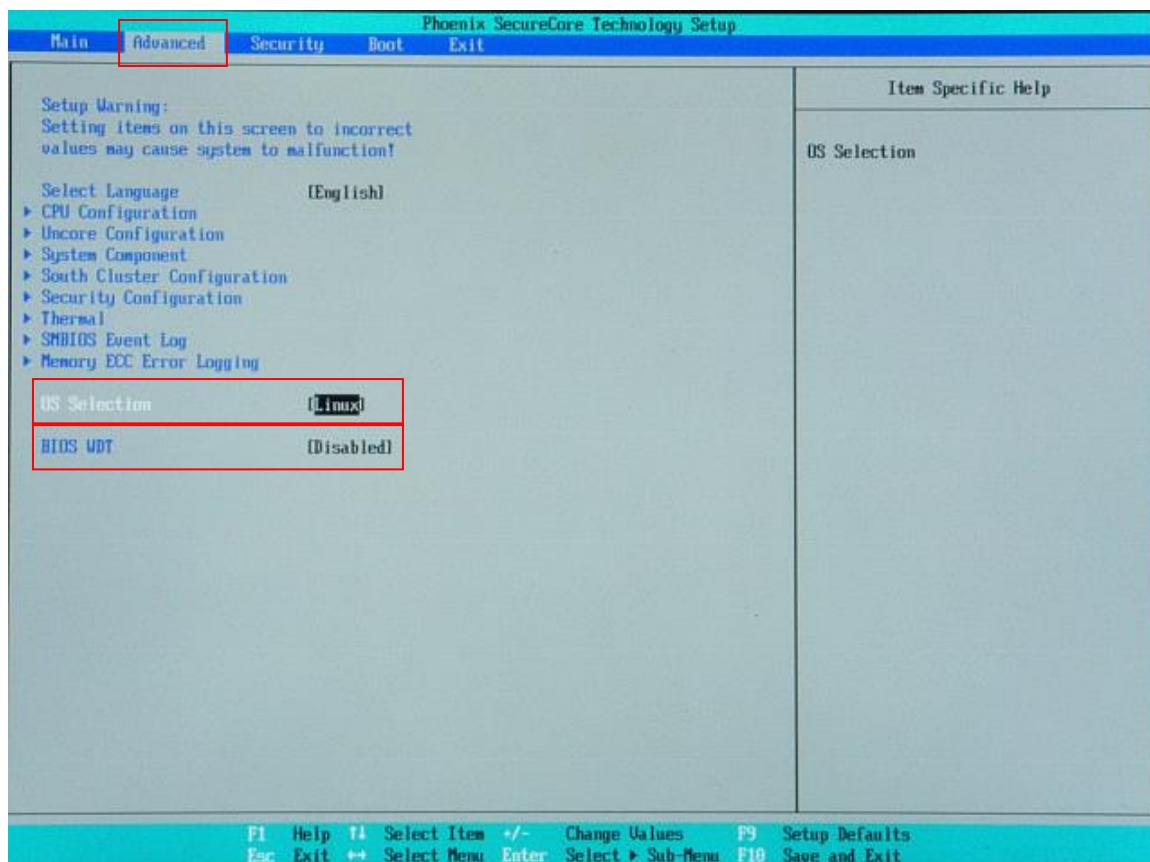 Phoenix SecureCore Technology Setup
Main Advanced Security Boot Exit
Item Specific Help
Setup Warning:
Setting items on this screen to incorrect
values may cause system to malfunction!
OS Selection
Select Language [English]
CPU Configuration
Uncore Configuration
System Component
South Cluster Configuration
Security Configuration
Thermal
SMBIOS Event Log
Memory ECC Error Logging
OS Selection [Linux]
BIOS WDT [Disabled]
F1 Help ↑↓ Select Item +/- Change Values F9 Setup Defaults
Esc Exit ↔ Select Menu Enter Select ▶ Sub-Menu F10 Save and Exit